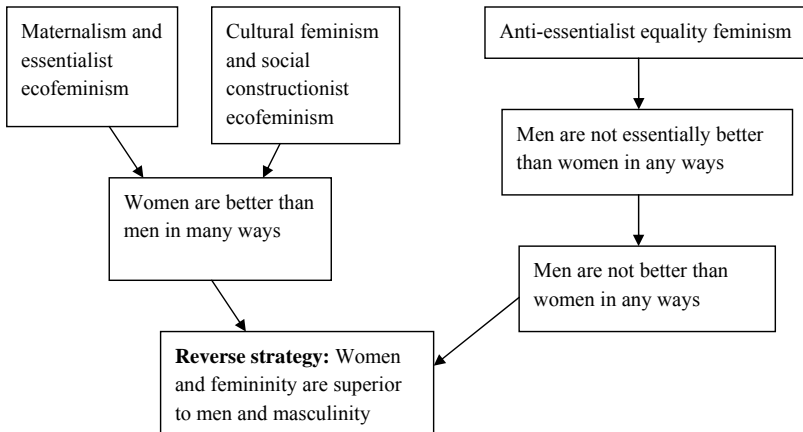 Maternalism and
essentialist
ecofeminism
Cultural feminism
and social
constructionist
ecofeminism
Anti-essentialist equality feminism
Men are not essentially better
than women in any ways
Women are better than
men in many ways
Men are not better than
women in any ways
Reverse strategy: Women
and femininity are superior
to men and masculinity